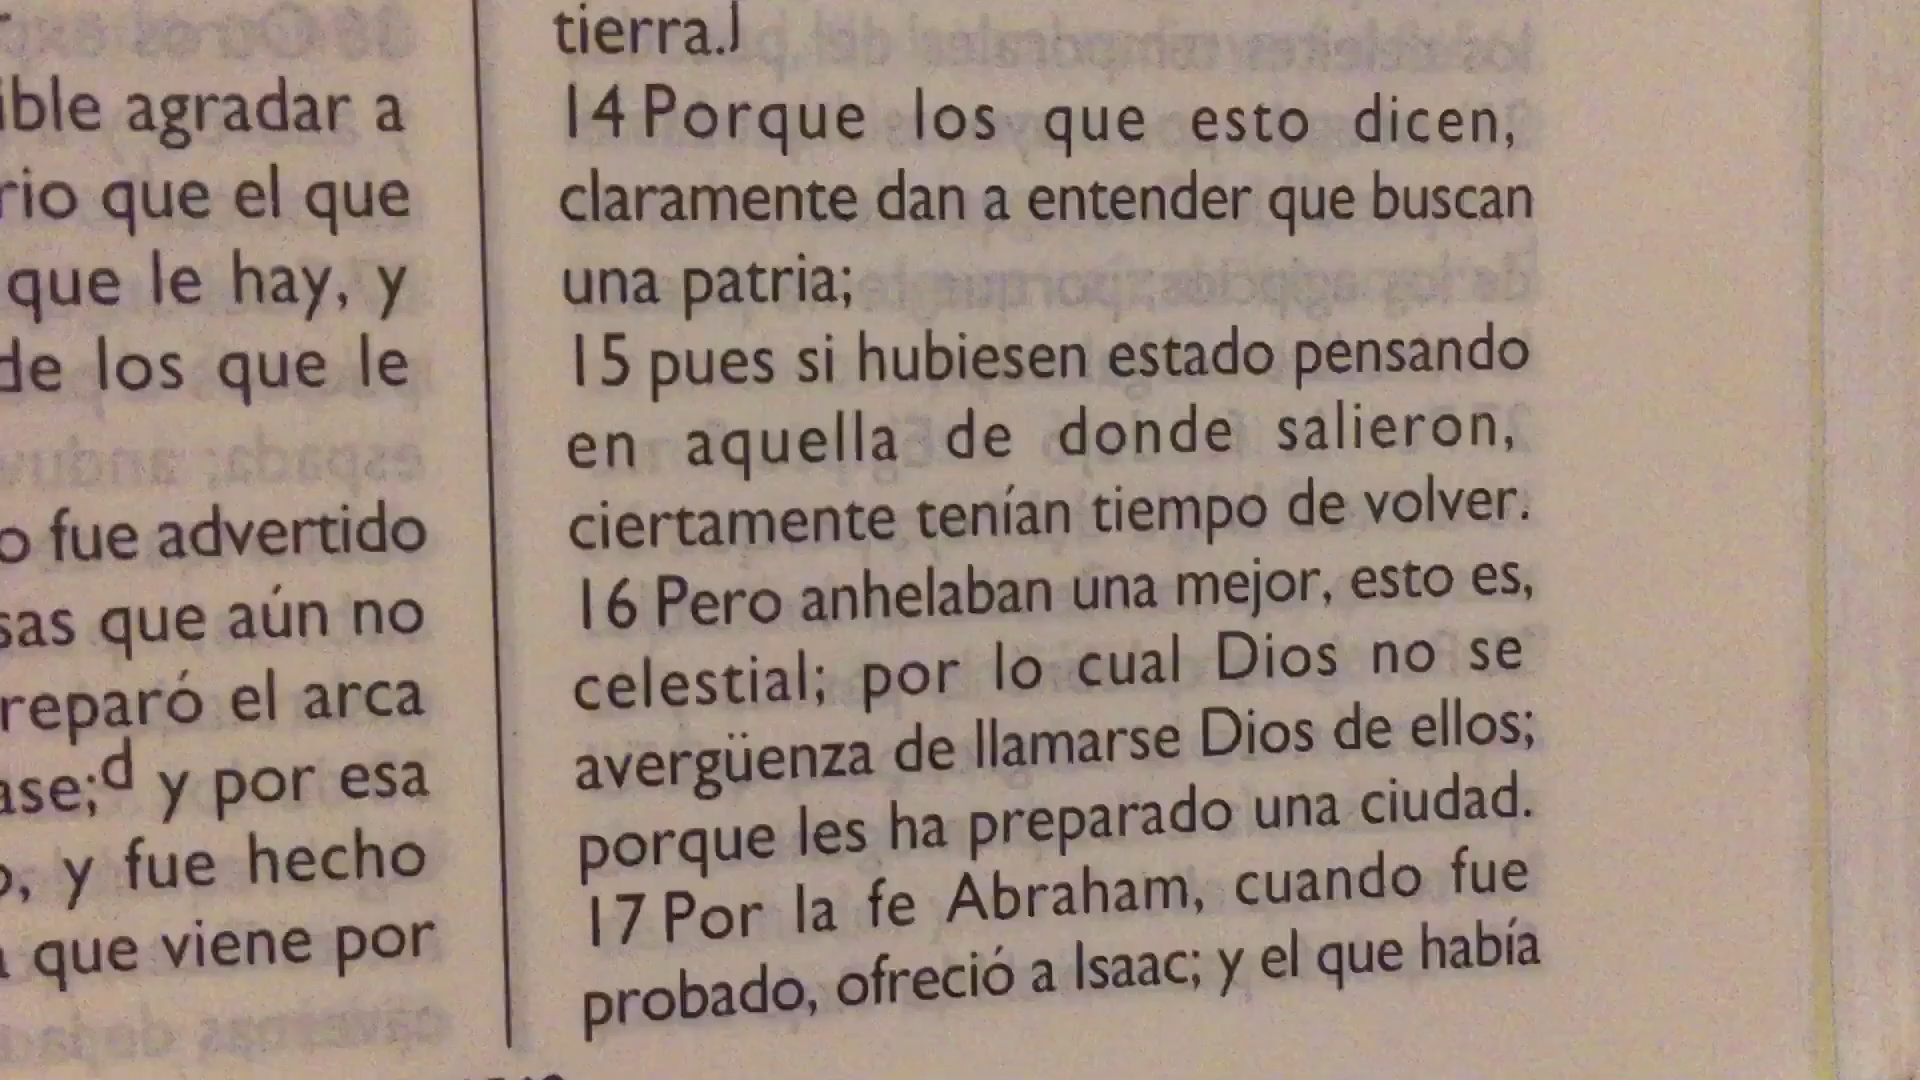 ible agradar a
rio que el que
que le hay, y
de los que le
o fue advertido
sas que aún no
reparó el arca
ase;d y por esa
o, y fue hecho
a que viene por
tierra.J
14 Porque los que esto dicen,
claramente dan a entender que buscan
una patria;
15 pues si hubiesen estado pensando
en aquella de donde salieron,
ciertamente tenían tiempo de volver.
16 Pero anhelaban una mejor, esto es,
celestial; por lo cual Dios no se
avergüenza de llamarse Dios de ellos;
porque les ha preparado una ciudad.
17 Por la fe Abraham, cuando fue
probado, ofreció a Isaac; y el que había